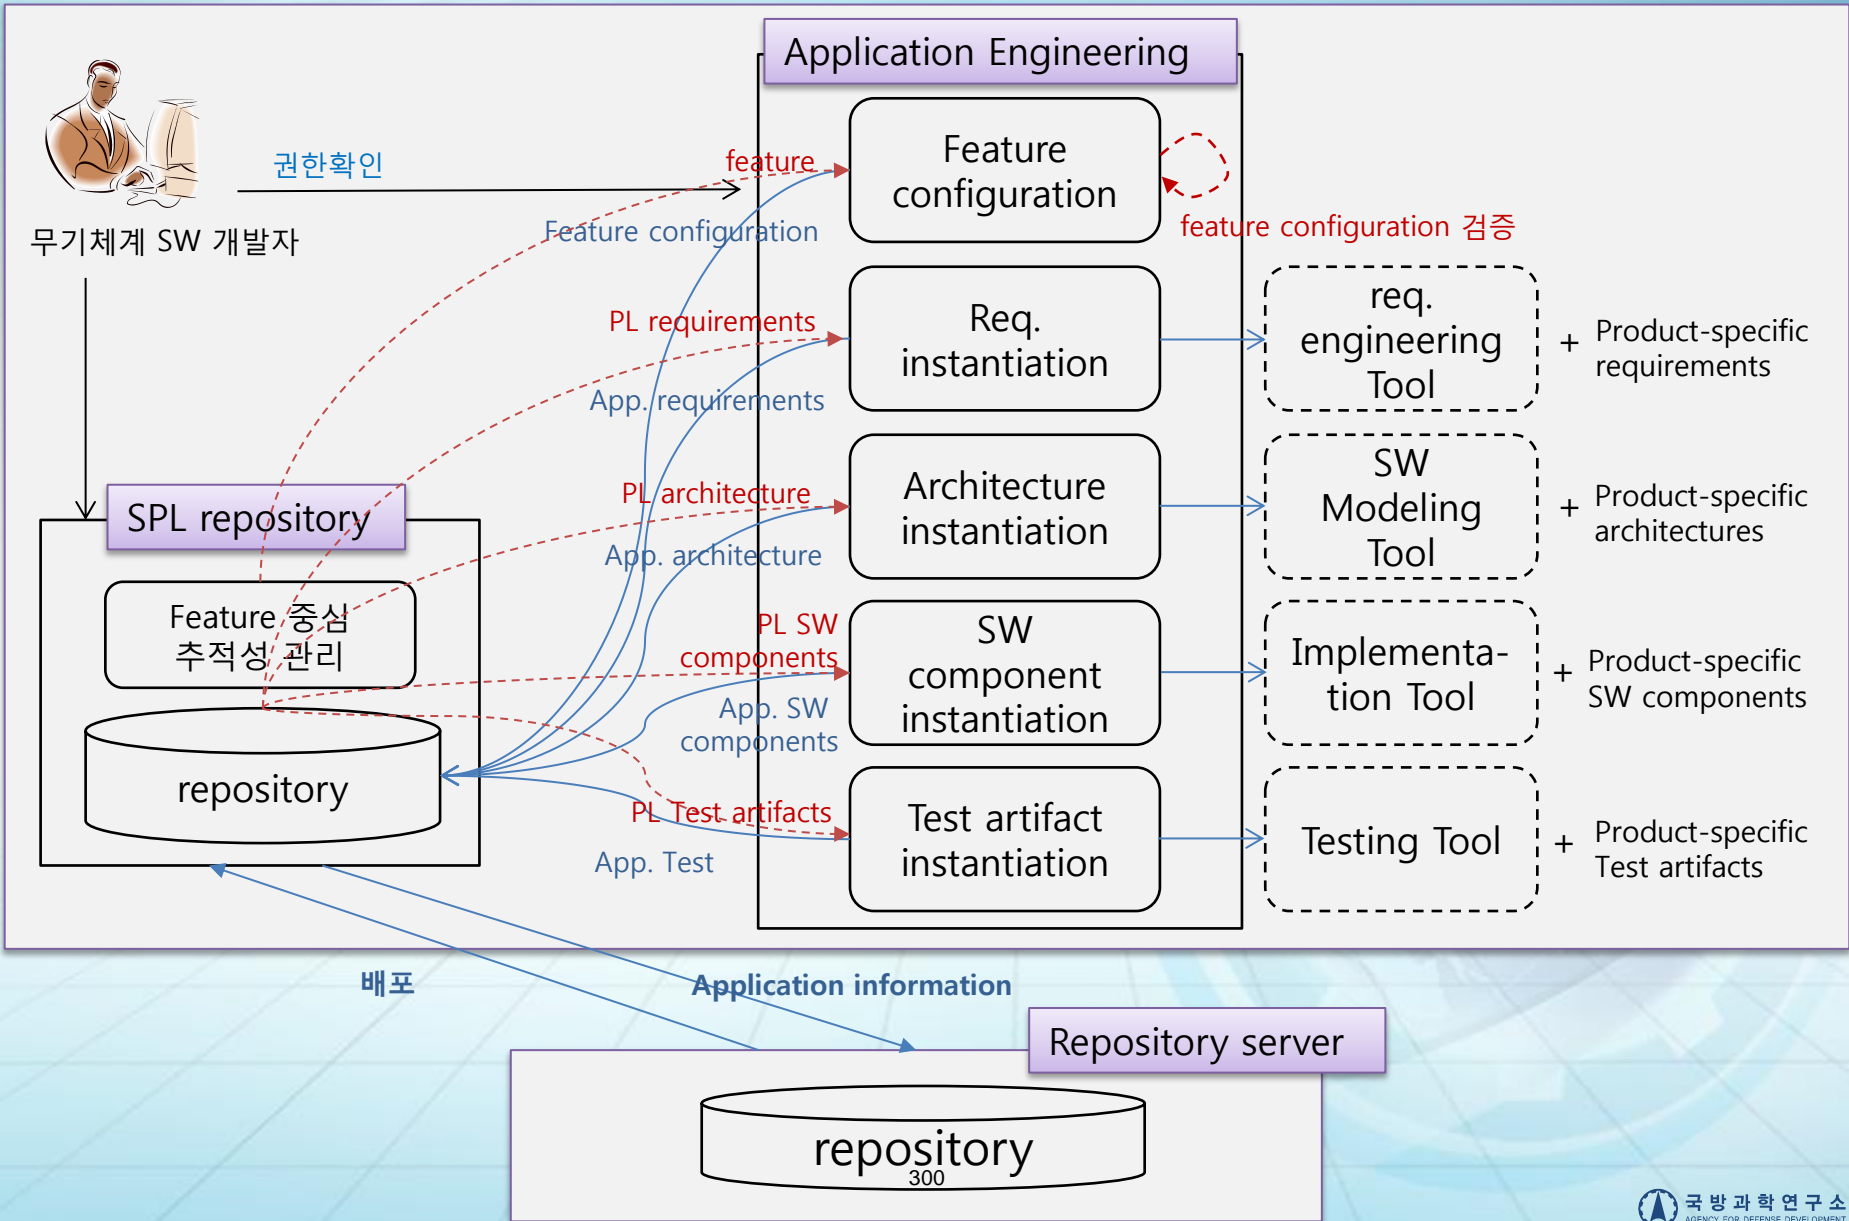 Application Engineering
권한확인
무기체계 SW 개발자
feature
Feature configuration
Feature
configuration
feature configuration 검증
PL requirements
App. requirements
Req.
instantiation
req.
engineering
Tool
+ Product-specific
requirements
PL architecture
App. architecture
Architecture
instantiation
SW
Modeling
Tool
+ Product-specific
architectures
SPL repository
Feature 중심
추적성 관리
repository
PL SW
components
App. SW
components
SW
component
instantiation
Implementa-
tion Tool
+ Product-specific
SW components
PL Test artifacts
App. Test
Test artifact
instantiation
Testing Tool
+ Product-specific
Test artifacts
배포
Application information
Repository server
repository
300
국방과학연구소
AGENCY FOR DEFENSE DEVELOPMENT